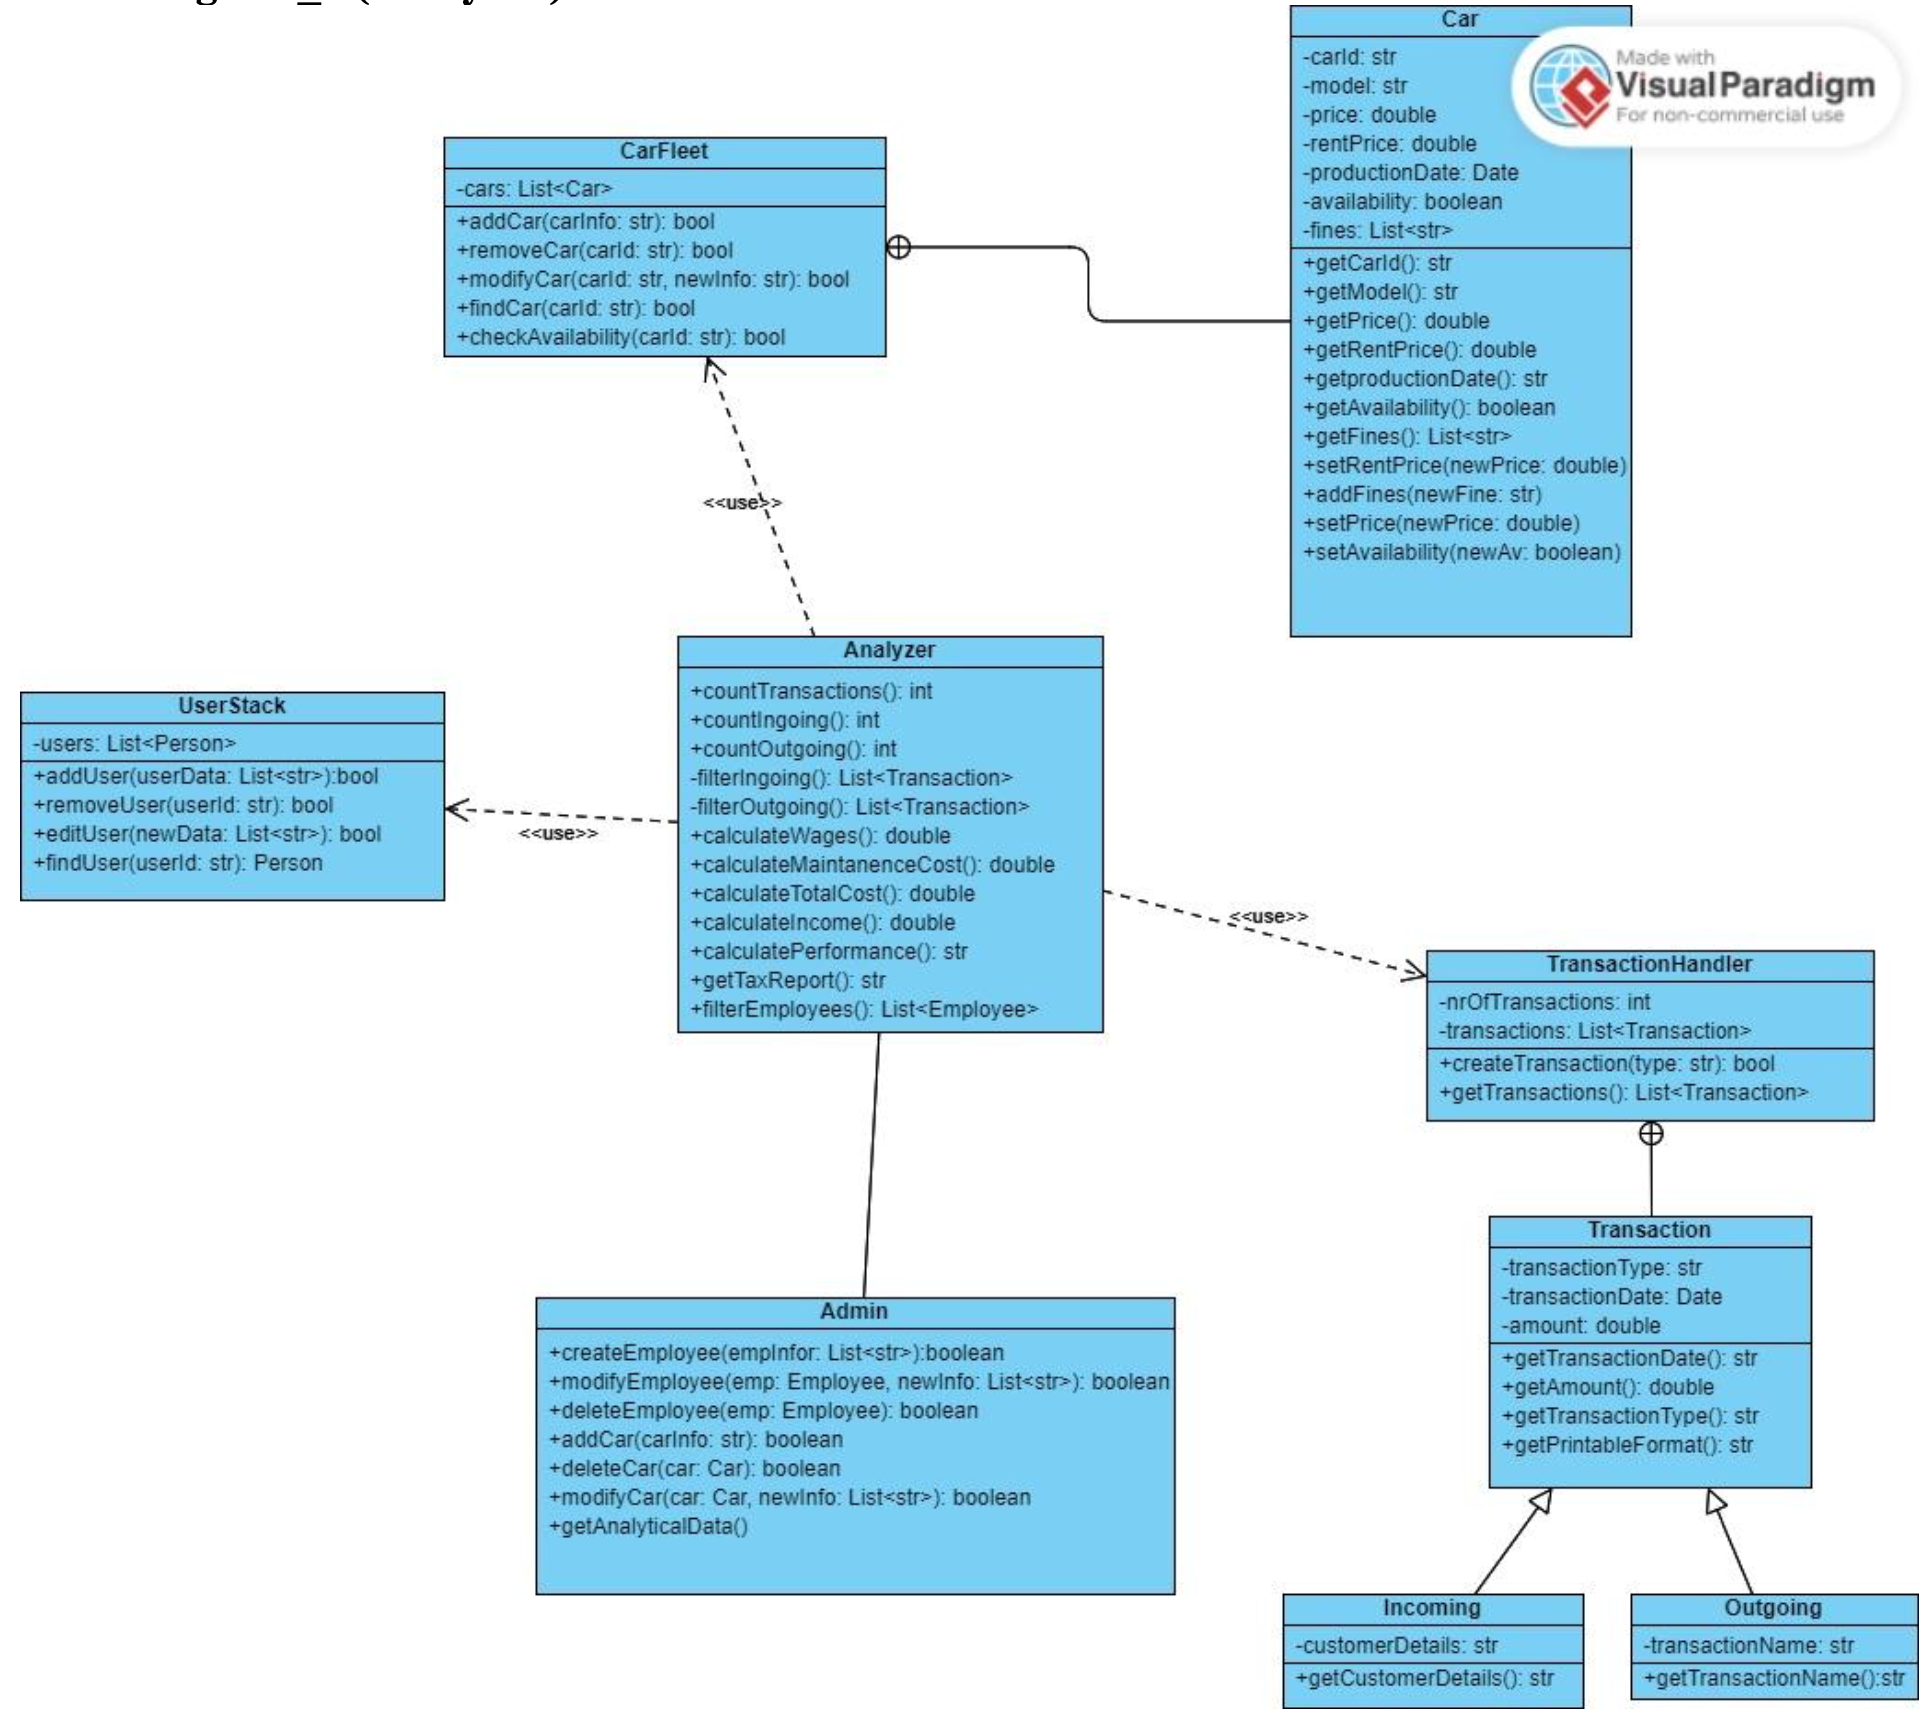 Car
-carId: str
-model: str
-price: double
-rentPrice: double
-productionDate: Date
-availability: boolean
-fines: List<str>
+getCarId(): str
+getModel(): str
+getPrice(): double
+getRentPrice(): double
+getproductionDate(): str
+getAvailability(): boolean
+getFines(): List<str>
+setRentPrice(newPrice: double)
+addFines(newFine: str)
+setPrice(newPrice: double)
+setAvailability(newAv: boolean)
Made with
Visual Paradigm
For non-commercial use
CarFleet
-cars: List<Car>
+addCar(carInfo: str): bool
+removeCar(carId: str): bool
+modifyCar(carId: str, newInfo: str): bool
+findCar(carId: str): bool
+checkAvailability(carId: str): bool
<<use>>
Analyzer
+countTransactions(): int
+countIngoing(): int
+countOutgoing(): int
-filterIngoing(): List<Transaction>
-filterOutgoing(): List<Transaction>
+calculateWages(): double
+calculateMaintanenceCost(): double
+calculateTotalCost(): double
+calculateIncome(): double
+calculatePerformance(): str
+getTaxReport(): str
+filterEmployees(): List<Employee>
UserStack
-users: List<Person>
+addUser(userData: List<str>):bool
+removeUser(userId: str): bool
+editUser(newData: List<str>): bool
+findUser(userId: str): Person
<<use>>
<<use>>
TransactionHandler
-nrOfTransactions: int
-transactions: List<Transaction>
+createTransaction(type: str): bool
+getTransactions(): List<Transaction>
Transaction
-transactionType: str
-transactionDate: Date
-amount: double
+getTransactionDate(): str
+getAmount(): double
+getTransactionType(): str
+getPrintableFormat(): str
Admin
+createEmployee(empInfor: List<str>):boolean
+modifyEmployee(emp: Employee, newInfo: List<str>): boolean
+deleteEmployee(emp: Employee): boolean
+addCar(carInfo: str): boolean
+deleteCar(car: Car): boolean
+modifyCar(car: Car, newInfo: List<str>): boolean
+getAnalyticalData()
Incoming
-customerDetails: str
+getCustomerDetails(): str
Outgoing
-transactionName: str
+getTransactionName():str